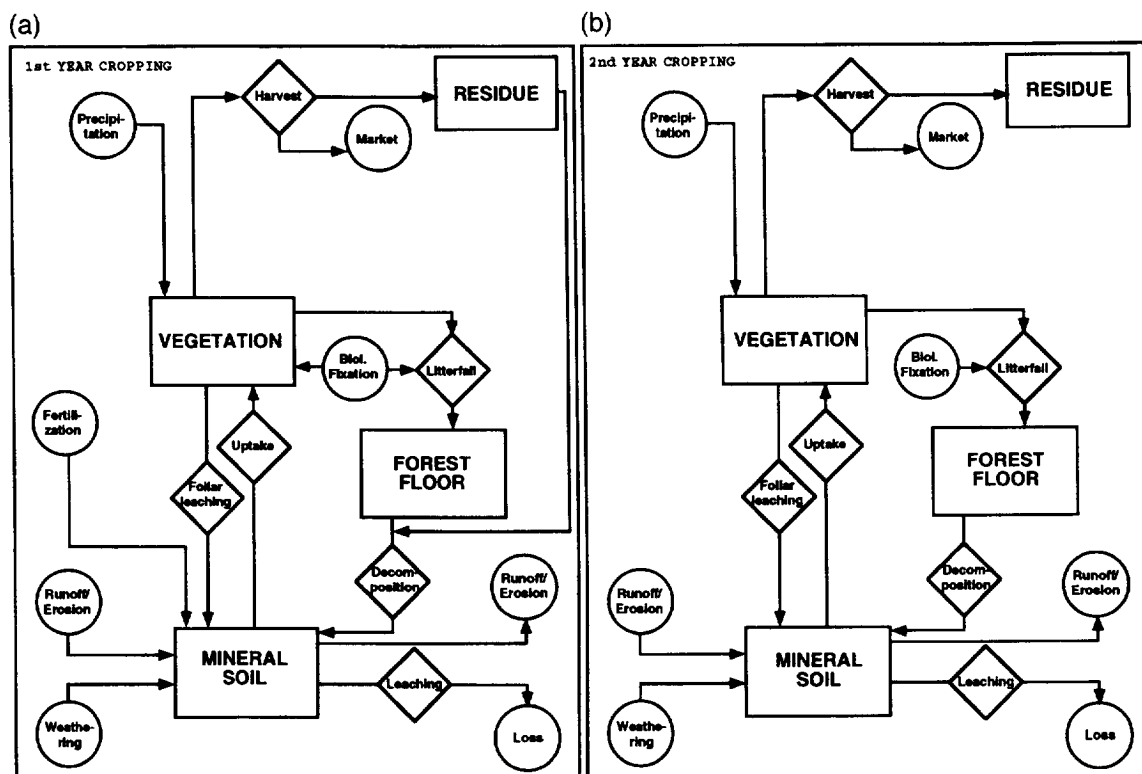 (a)
1st YEAR CROPPING
Harvest
RESIDUE
Precipi-
tation
Market
VEGETATION
Biol.
Fixation
Litterfall
Fertili-
zation
Uptake
FOREST
FLOOR
Foliar
leaching
Decom-
position
Runoff/
Erosion
Runoff/
Erosion
MINERAL
SOIL
Leaching
Weathe-
ring
Loss
(b)
2nd YEAR CROPPING
Harvest
RESIDUE
Precipi-
tation
Market
VEGETATION
Biol.
Fixation
Litterfall
Uptake
FOREST
FLOOR
Foliar
leaching
Decom-
position
Runoff/
Erosion
Runoff/
Erosion
MINERAL
SOIL
Leaching
Weathe-
ring
Loss